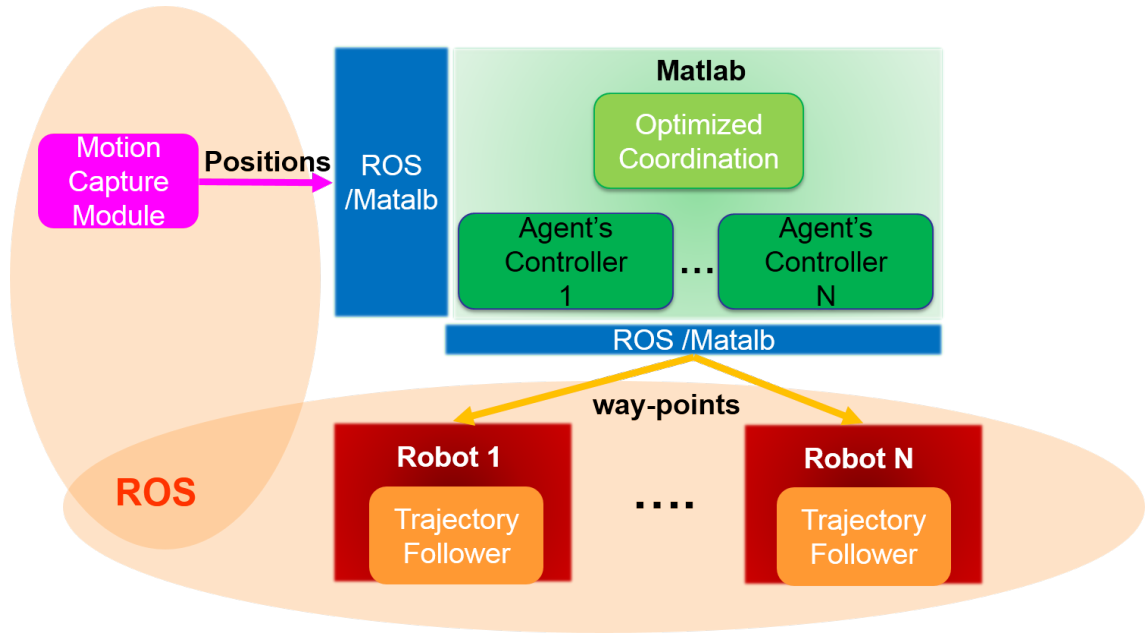 Motion
Capture
Module
Positions
ROS
/Matalb
Matlab
Optimized
Coordination
Agent's
Controller
1
...
Agent's
Controller
N
ROS /Matalb
way-points
Robot 1
Trajectory
Follower
....
Robot N
Trajectory
Follower
ROS